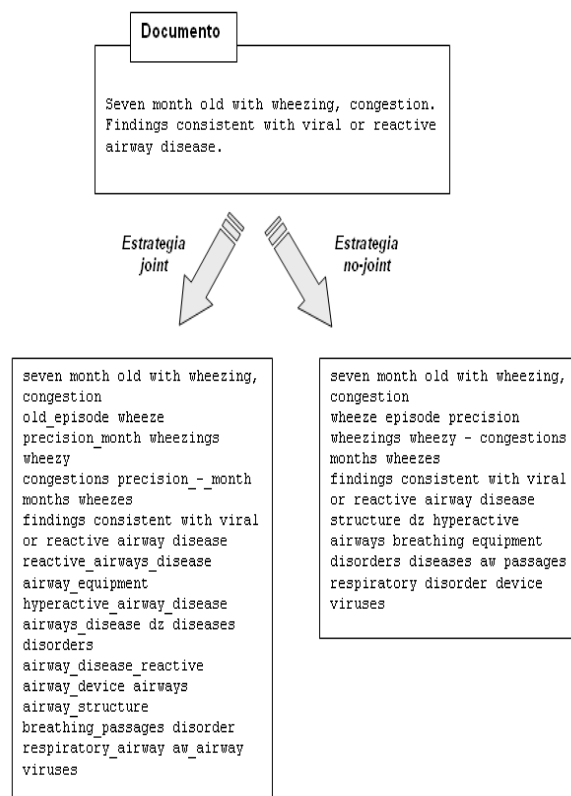 Documento
Seven month old with wheezing, congestion.
Findings consistent with viral or reactive
airway disease.
Estrategia
joint
Estrategia
no-joint
seven month old with wheezing,
congestion
old_episode wheeze
precision_month wheezings
wheezy
congestions precision_-_month
months wheezes
findings consistent with viral
or reactive airway disease
reactive_airways_disease
airway_equipment
hyperactive_airway_disease
airways_disease dz diseases
disorders
airway_disease_reactive
airway_device airways
airway_structure
breathing_passages disorder
respiratory_airway aw_airway
viruses
seven month old with wheezing,
congestion
wheeze episode precision
wheezings wheezy - congestions
months wheezes
findings consistent with viral
or reactive airway disease
structure dz hyperactive
airways breathing equipment
disorders diseases aw passages
respiratory disorder device
viruses